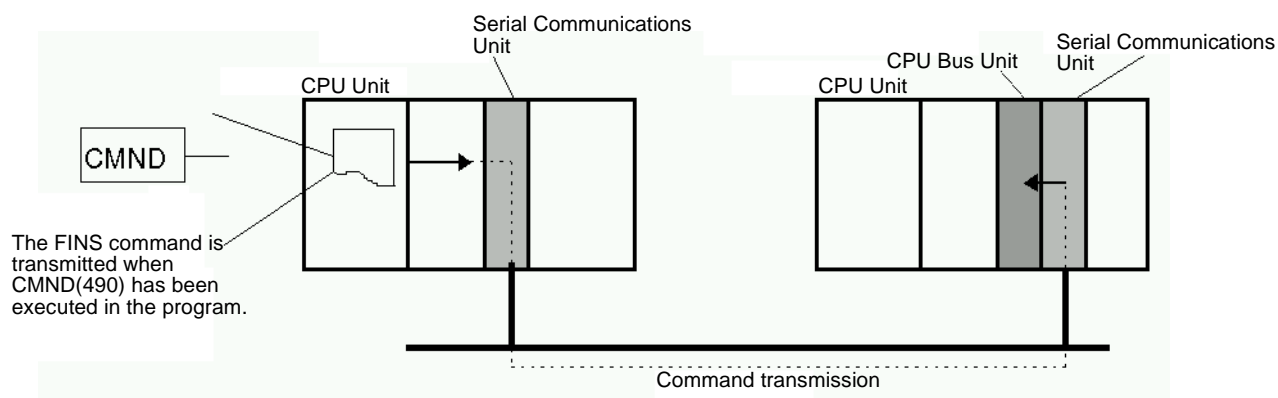 Serial Communications
Unit
Serial Communications
Unit
CPU Bus Unit
CPU Unit
CPU Unit
CMND
The FINS command is
transmitted when
CMND(490) has been
executed in the program.
Command transmission